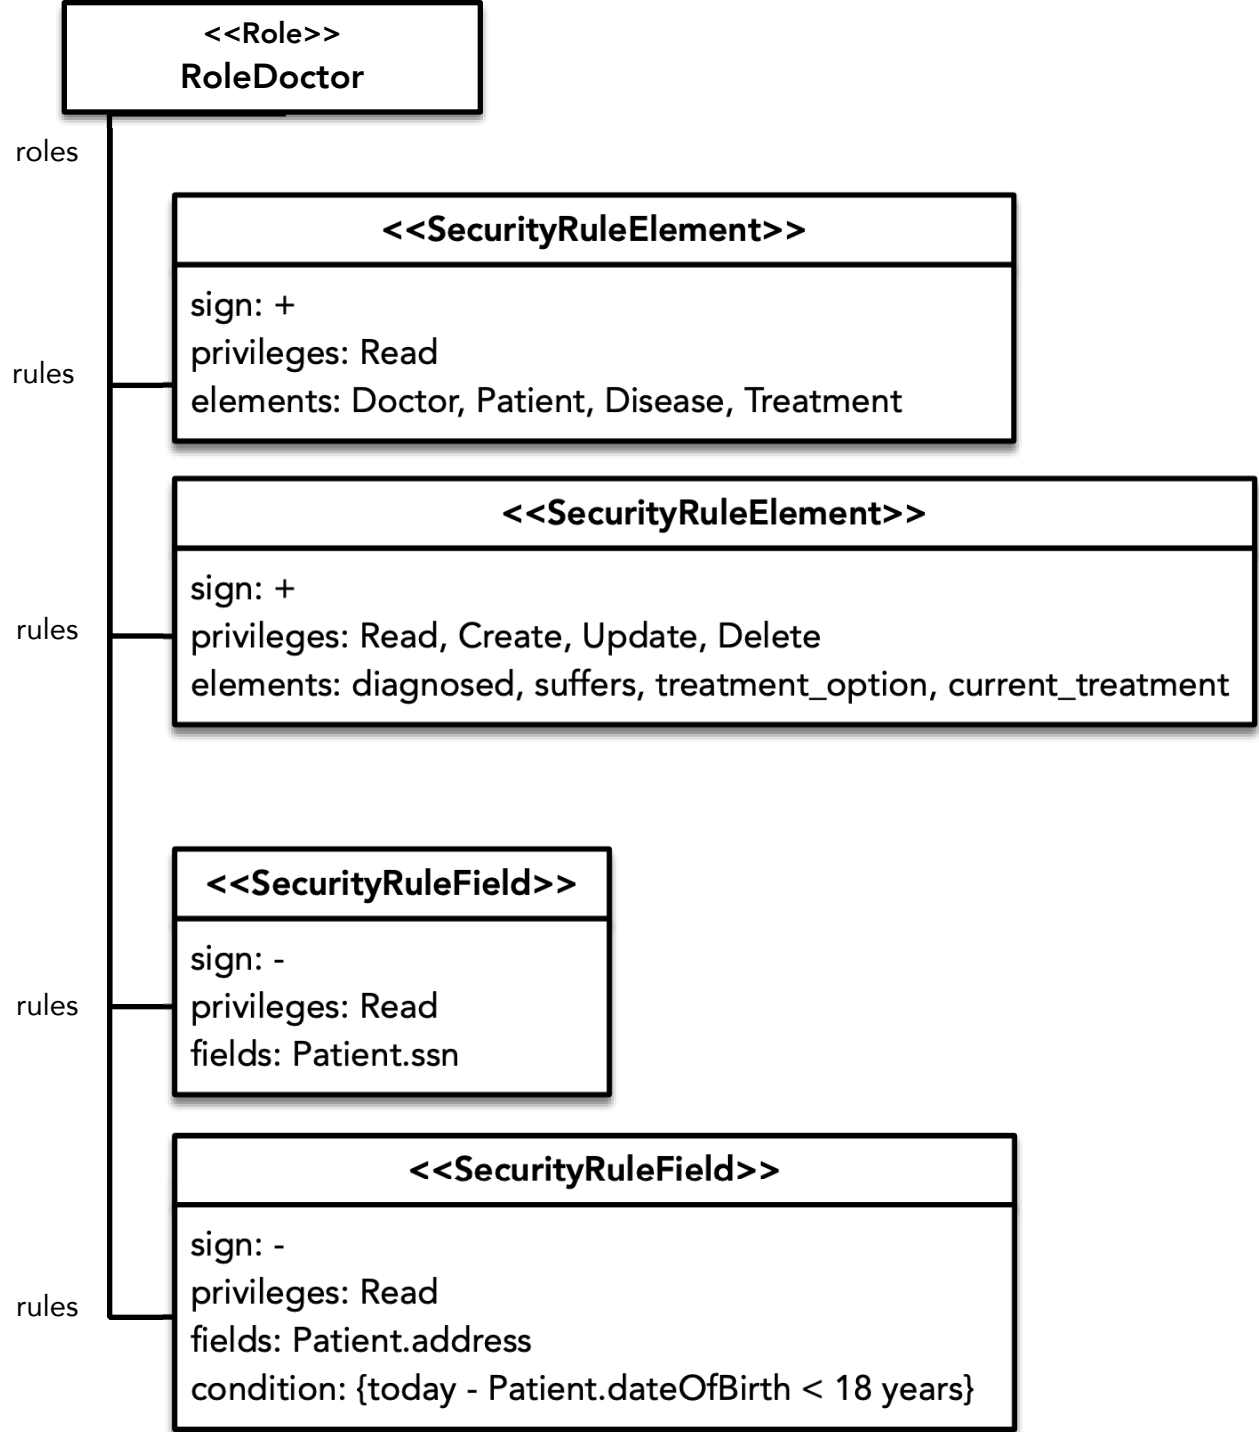 <<Role>>
RoleDoctor
roles
<<SecurityRuleElement>>
sign: +
privileges: Read
elements: Doctor, Patient, Disease, Treatment
rules
<<SecurityRuleElement>>
sign: +
privileges: Read, Create, Update, Delete
elements: diagnosed, suffers, treatment_option, current_treatment
rules
<<SecurityRuleField>>
sign: -
privileges: Read
fields: Patient.ssn
rules
<<SecurityRuleField>>
sign: -
privileges: Read
fields: Patient.address
condition: {today - Patient.dateOfBirth < 18 years}
rules